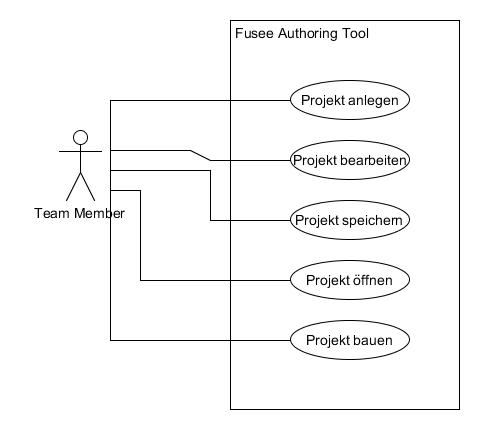 Fusee Authoring Tool
Projekt anlegen
Projekt bearbeiten
Team Member
Projekt speichern
Projekt öffnen
Projekt bauen